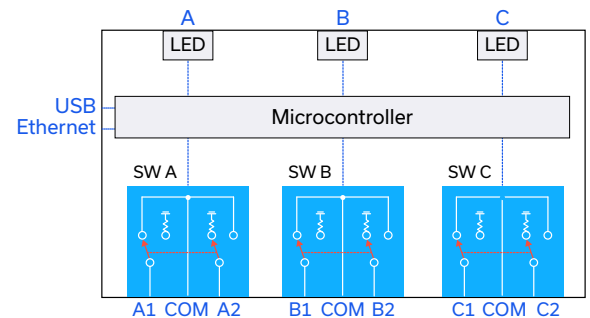 A B C
LED LED LED
USB
Ethernet
Microcontroller
SW A SW B SW C
A1 COM A2 B1 COM B2 C1 COM C2